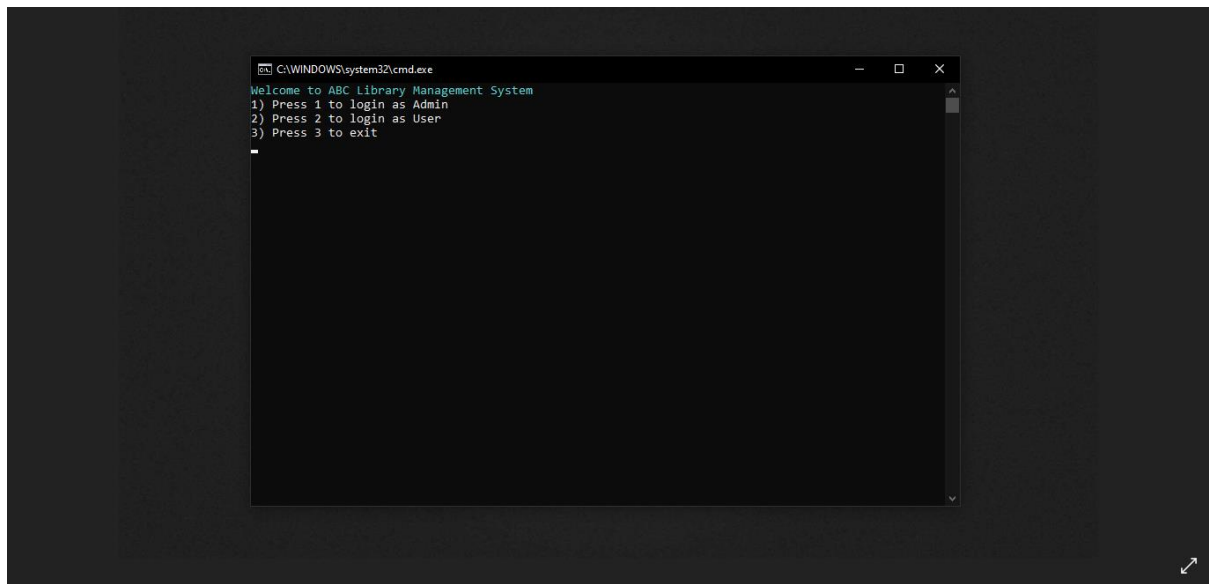 C:\WINDOWS\system32\cmd.exe
Welcome to ABC Library Management System
1) Press 1 to login as Admin
2) Press 2 to login as User
3) Press 3 to exit